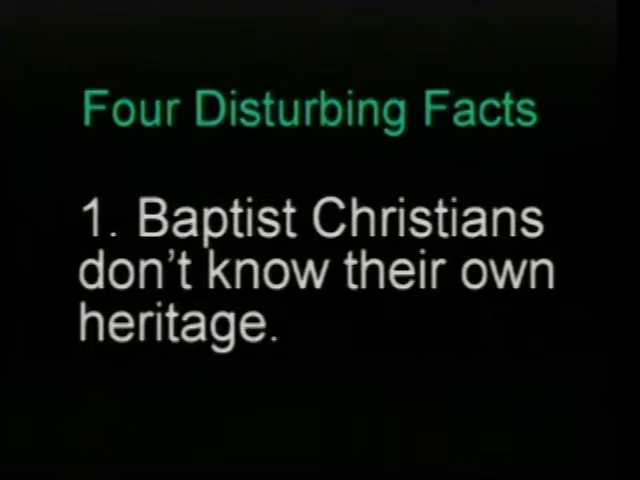 Four Disturbing Facts
1. Baptist Christians
don't know their own
heritage.